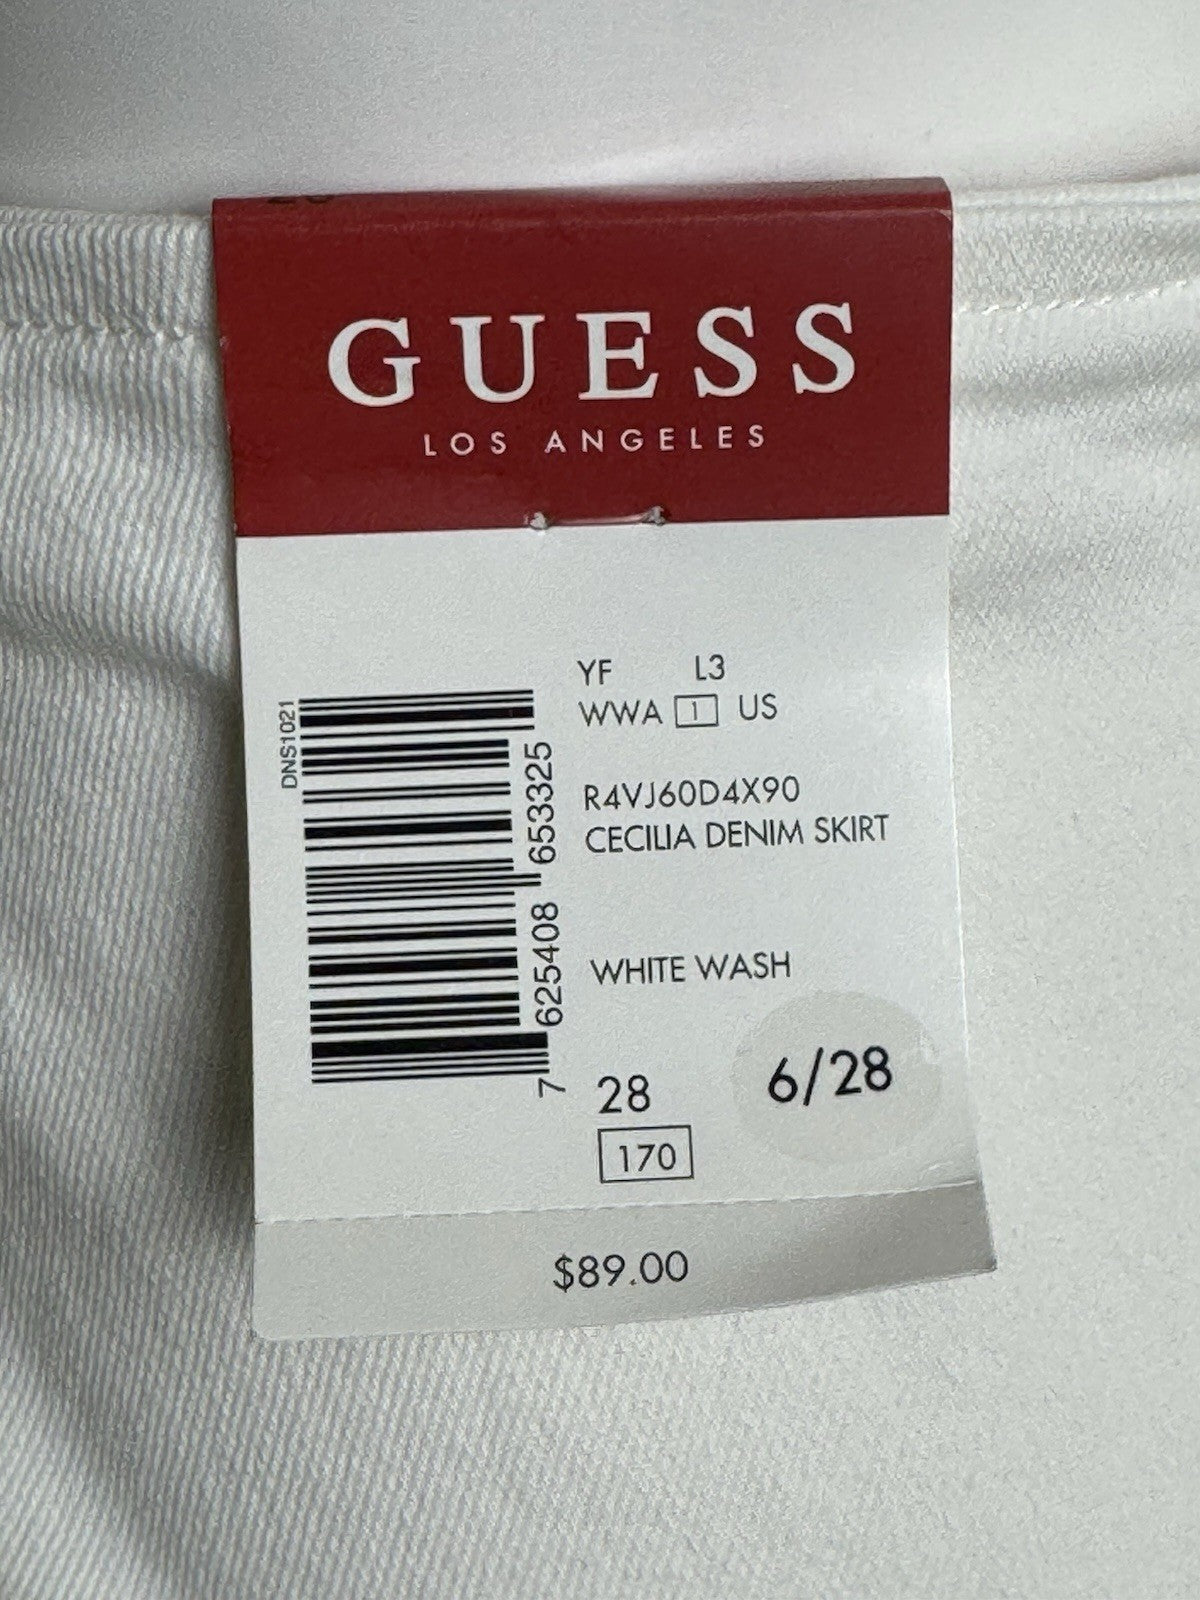 GUESS
LOS ANGELES
YF L3
WWA 1 US
DNS1021
R4VJ60D4X90
CECILIA DENIM SKIRT
7 625408 653325
WHITE WASH
28 6/28
170
$89.00